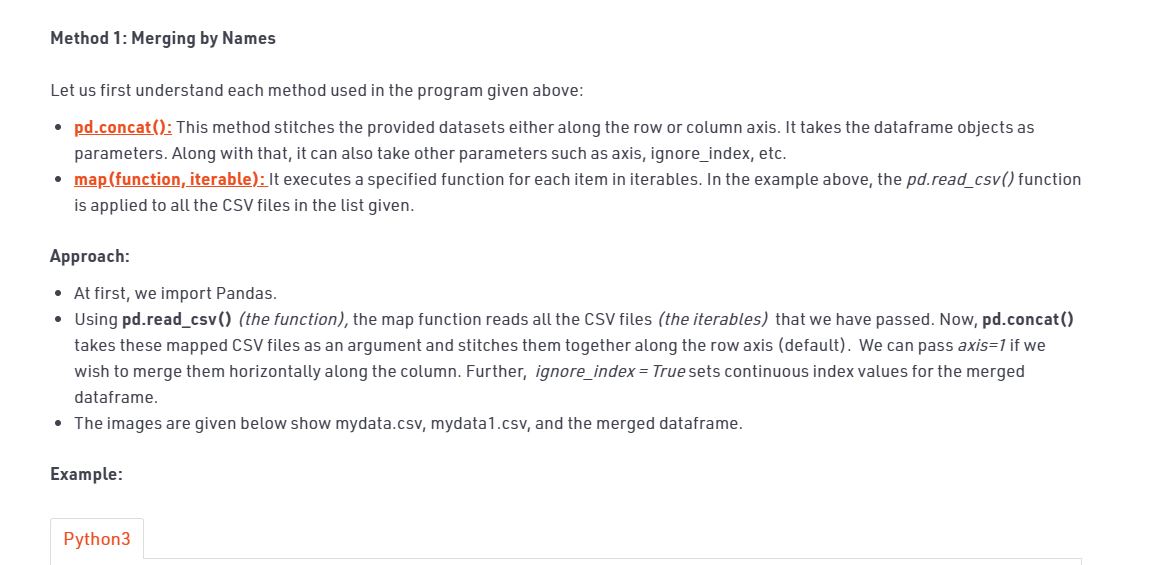 Method 1: Merging by Names
Let us first understand each method used in the program given above:
• pd.concat(): This method stitches the provided datasets either along the row or column axis. It takes the dataframe objects as
parameters. Along with that, it can also take other parameters such as axis, ignore_index, etc.
• map(function, iterable): It executes a specified function for each item in iterables. In the example above, the pd.read_csv() function
is applied to all the CSV files in the list given.
Approach:
• At first, we import Pandas.
• Using pd.read_csv() (the function), the map function reads all the CSV files (the iterables) that we have passed. Now, pd.concat()
takes these mapped CSV files as an argument and stitches them together along the row axis (default). We can pass axis=1 if we
wish to merge them horizontally along the column. Further, ignore_index = True sets continuous index values for the merged
dataframe.
• The images are given below show mydata.csv, mydata1.csv, and the merged dataframe.
Example:
Python3